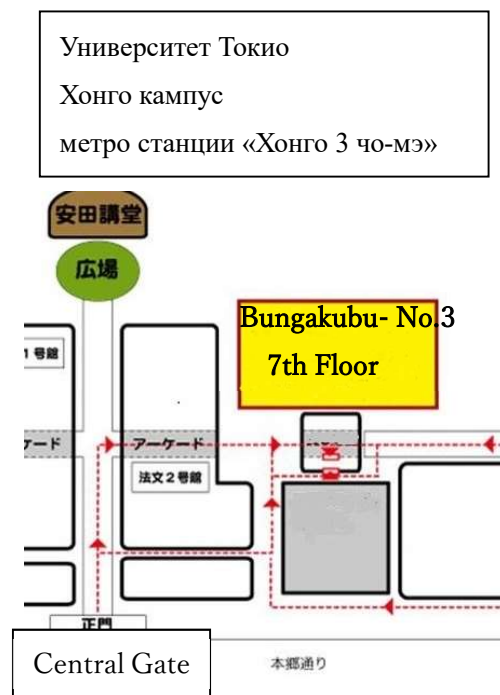 Университет Токио
Хонго кампус
метро станции «Хонго 3 чо-мэ»
安田講堂
広場
Bungakubu- No.3
7th Floor
1号館
ケード
アーケード
法文2号館
正門
Central Gate
本郷通り